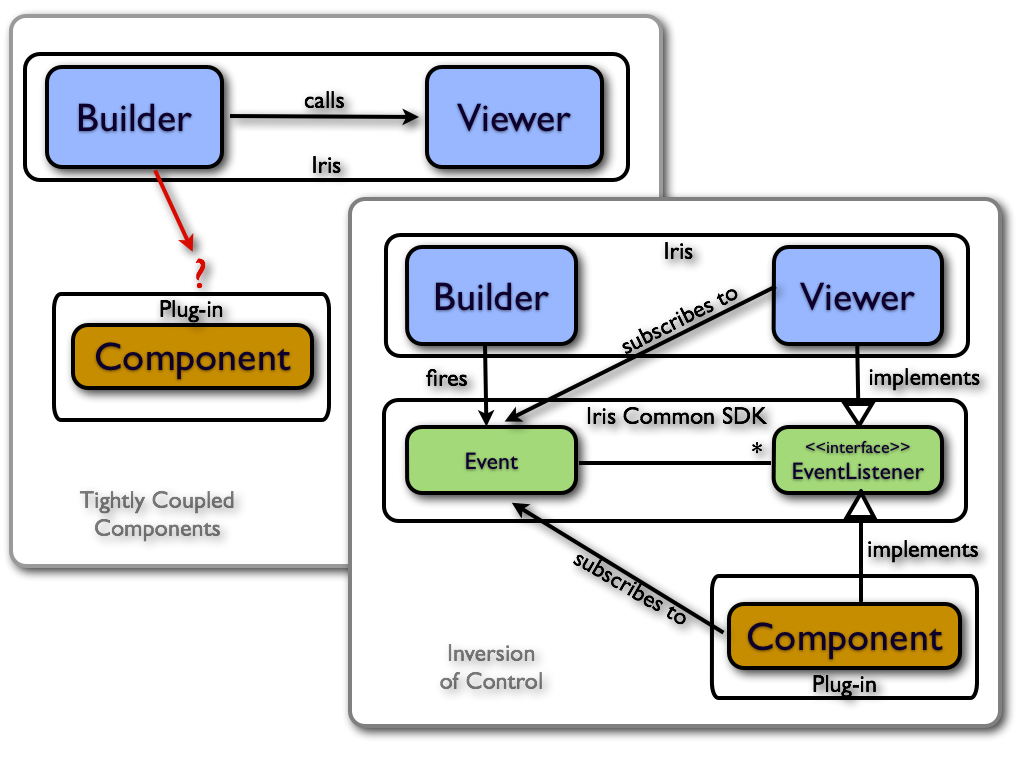 Builder
calls
Viewer
Iris
?
Plug-in
Component
Tightly Coupled
Components
Iris
Builder
subscribes to
Viewer
fires
implements
Iris Common SDK
Event
*
<<interface>>
EventListener
subscribes to
implements
Component
Plug-in
Inversion
of Control